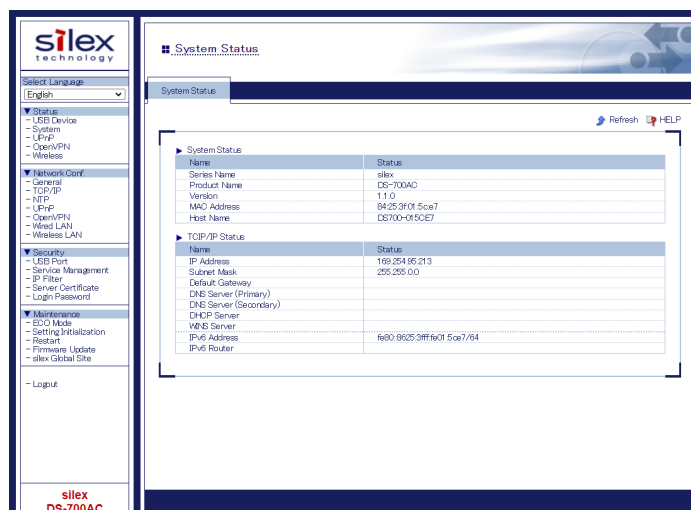 silex
technology
Select Language
English
▼ Status
- USB Device
- System
- UPnP
- OpenVPN
- Wireless
▼ Network Conf.
- General
- TCP/IP
- NTP
- UPnP
- OpenVPN
- Wired LAN
- Wireless LAN
▼ Security
- USB Port
- Service Management
- IP Filter
- Server Certificate
- Login Password
▼ Maintenance
- ECO Mode
- Setting Initialization
- Restart
- Firmware Update
- silex Global Site
- Logout
silex
DS-700AC
System Status
System Status
Refresh HELP
▶ System Status
Name Status
Series Name silex
Product Name DS-700AC
Version 1.1.0
MAC Address 84:25:3f:01:5c:e7
Host Name DS700-015CE7
▶ TCIP/IP Status
Name Status
IP Address 169.254.95.213
Subnet Mask 255.255.0.0
Default Gateway
DNS Server (Primary)
DNS Server (Secondary)
DHCP Server
WINS Server
IPv6 Address fe80::8625:3fff:fe01:5ce7/64
IPv6 Router